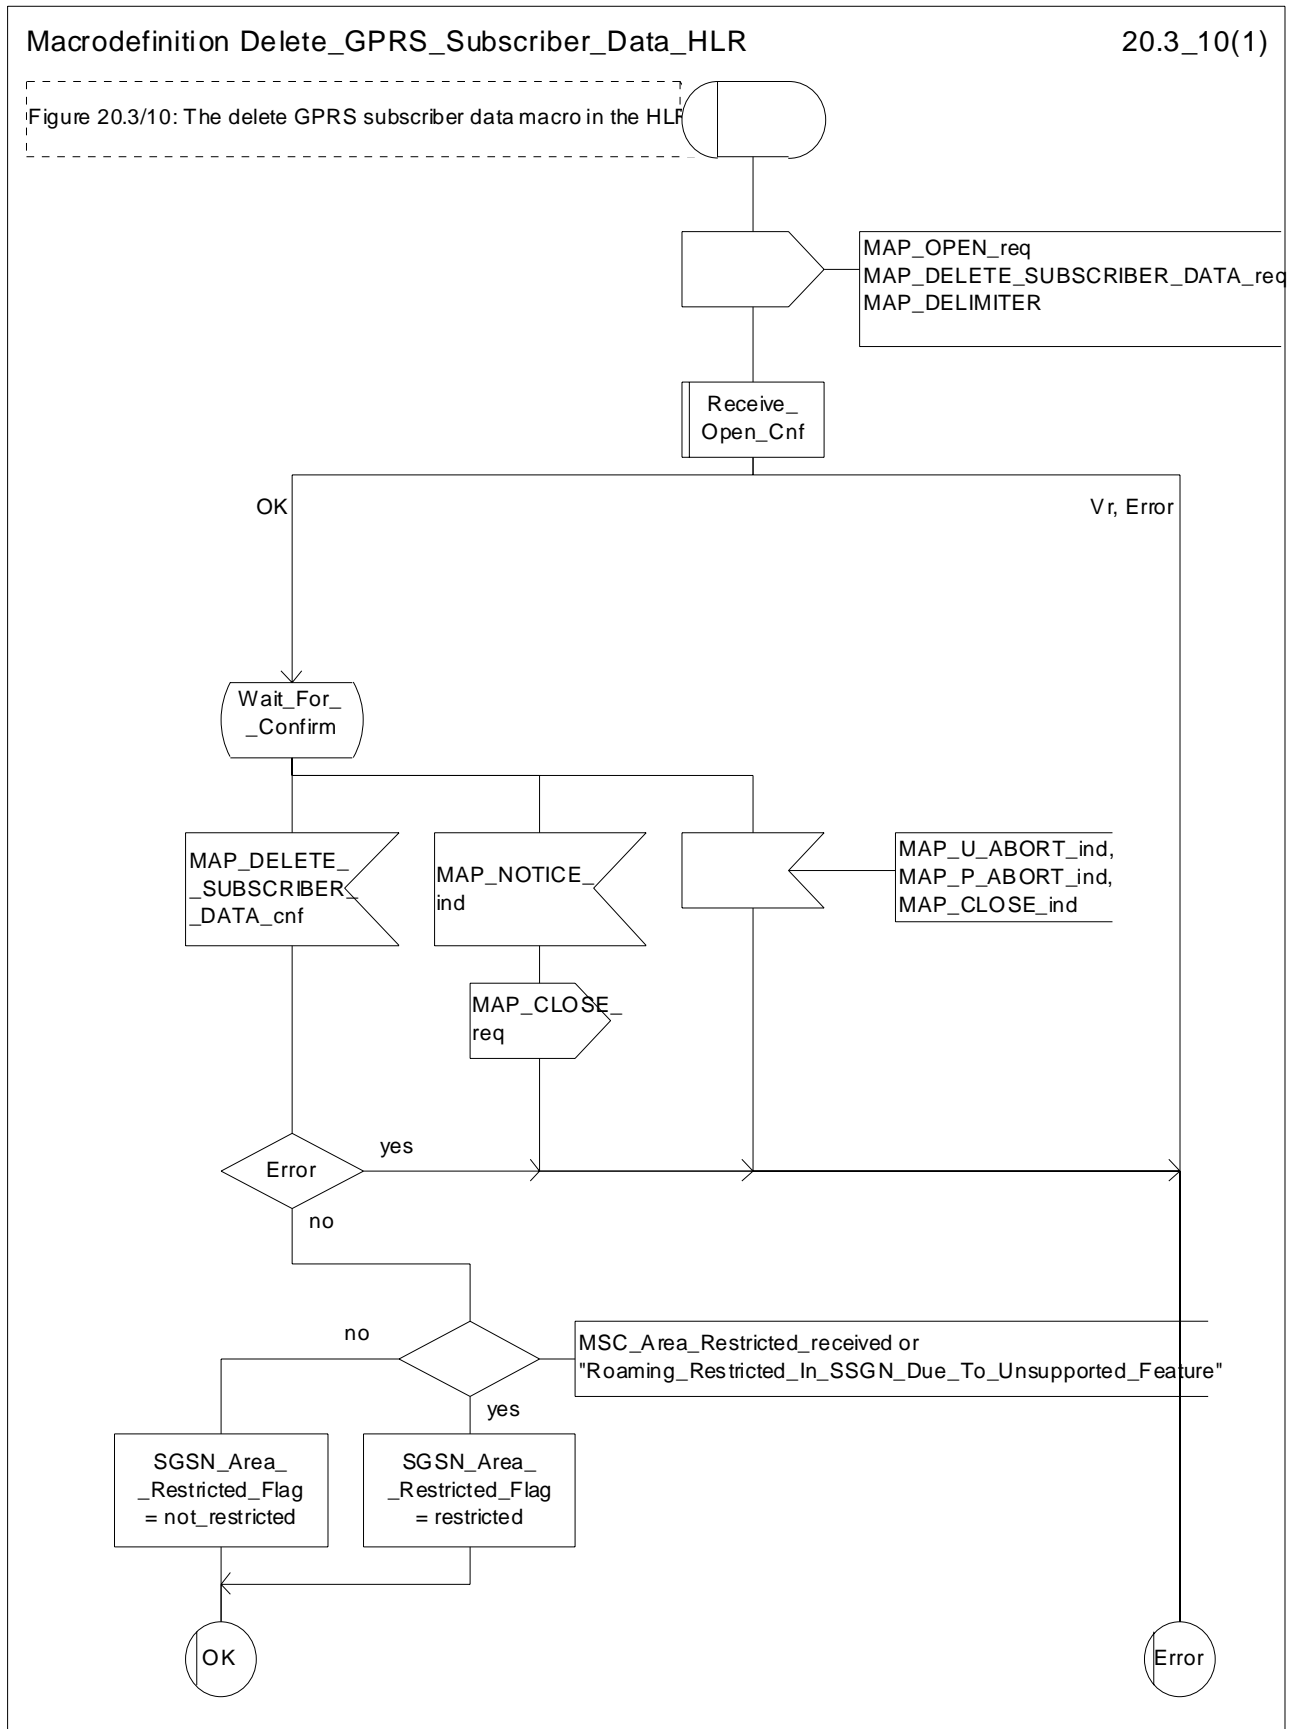 Macrodefinition Delete_GPRS_Subscriber_Data_HLR
20.3_10(1)
Figure 20.3/10: The delete GPRS subscriber data macro in the HLR
MAP_OPEN_req
MAP_DELETE_SUBSCRIBER_DATA_req
MAP_DELIMITER
Receive_
Open_Cnf
OK
Vr, Error
Wait_For_
_Confirm
MAP_DELETE_
_SUBSCRIBER_
_DATA_cnf
MAP_NOTICE_
ind
MAP_U_ABORT_ind,
MAP_P_ABORT_ind,
MAP_CLOSE_ind
MAP_CLOSE_
req
Error
yes
no
no
MSC_Area_Restricted_received or
"Roaming_Restricted_In_SSGN_Due_To_Unsupported_Feature"
yes
SGSN_Area_
_Restricted_Flag
= not_restricted
SGSN_Area_
_Restricted_Flag
= restricted
OK
Error